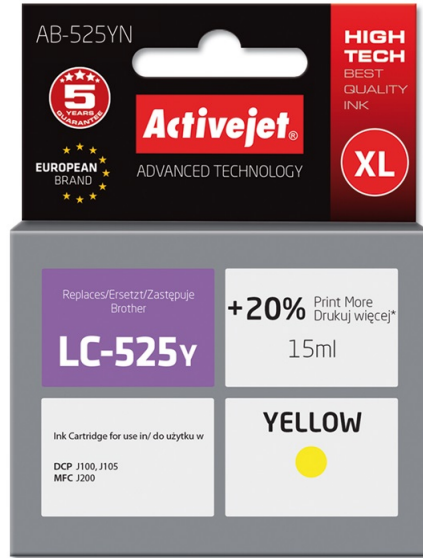 AB-525YN
HIGH
TECH
BEST
QUALITY
INK
5
YEARS
GUARANTEE
Activejet®
EUROPEAN
BRAND
ADVANCED TECHNOLOGY
XL
Replaces/Ersetzt/Zastępuje
Brother
LC-525Y
+20% Print More
Drukuj więcej*
15ml
Ink Cartridge for use in/ do użytku w
DCP J100, J105
MFC J200
YELLOW